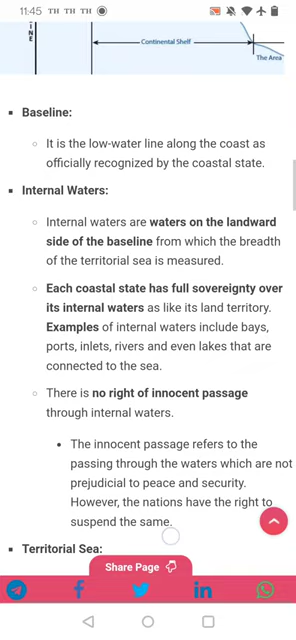 11:45 TH TH TH
I
N
E
Continental Shelf
The Area
Baseline:
It is the low-water line along the coast as
officially recognized by the coastal state.
Internal Waters:
Internal waters are waters on the landward
side of the baseline from which the breadth
of the territorial sea is measured.
Each coastal state has full sovereignty over
its internal waters as like its land territory.
Examples of internal waters include bays,
ports, inlets, rivers and even lakes that are
connected to the sea.
There is no right of innocent passage
through internal waters.
The innocent passage refers to the
passing through the waters which are not
prejudicial to peace and security.
However, the nations have the right to
suspend the same.
Territorial Sea:
Share Page